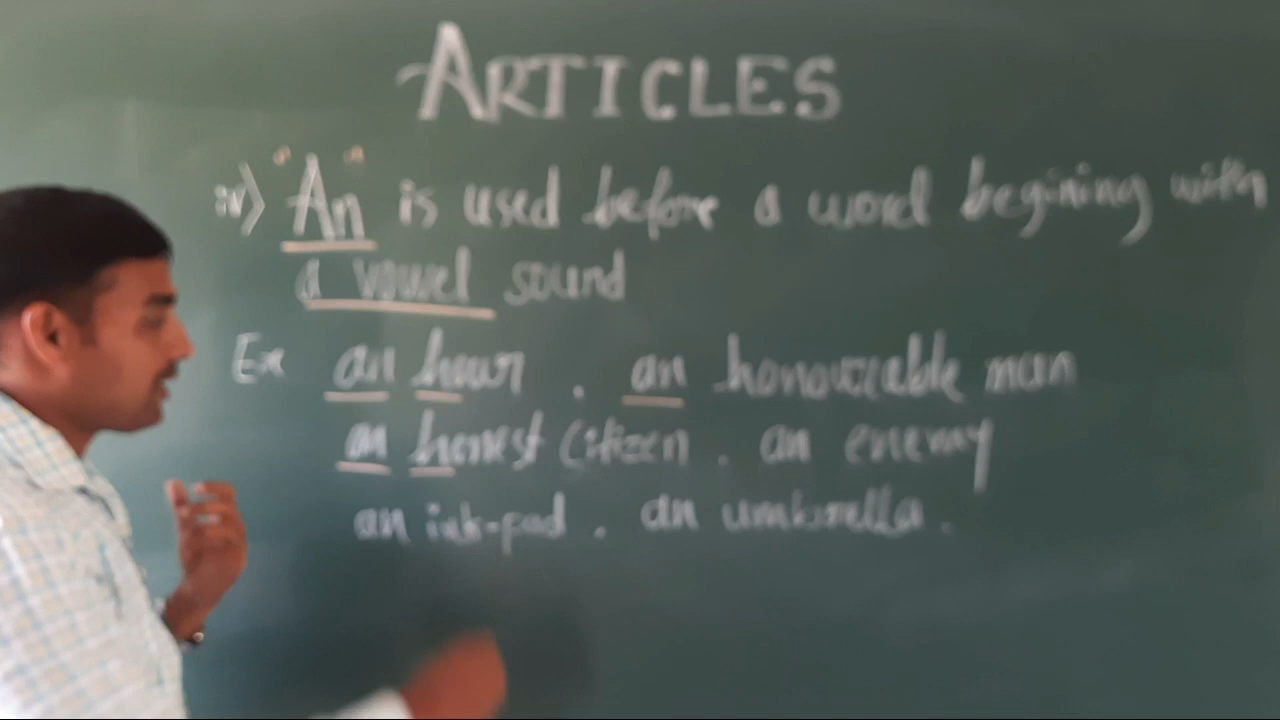 ARTICLES
iv) "An" is used before a word begining with
a vowel sound
Ex an hour, an honourable man
an honest citizen, an enemy
an ink-pad, an umbrella.